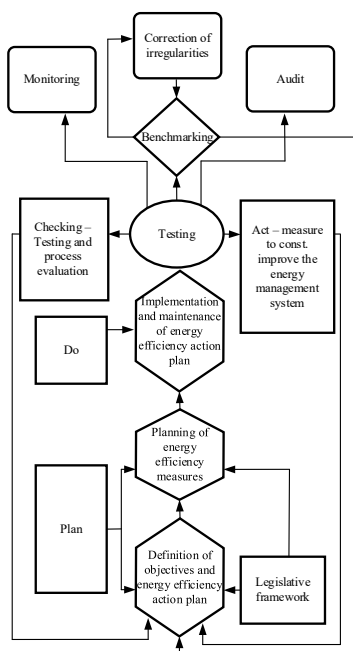 Correction of
irregularities
Monitoring
Audit
Benchmarking
Checking –
Testing and
process
evaluation
Testing
Act – measure
to const.
improve the
energy
management
system
Implementation
and maintenance
of energy
efficiency action
plan
Do
Planning of
energy
efficiency
measures
Plan
Definition of
objectives and
energy efficiency
action plan
Legislative
framework